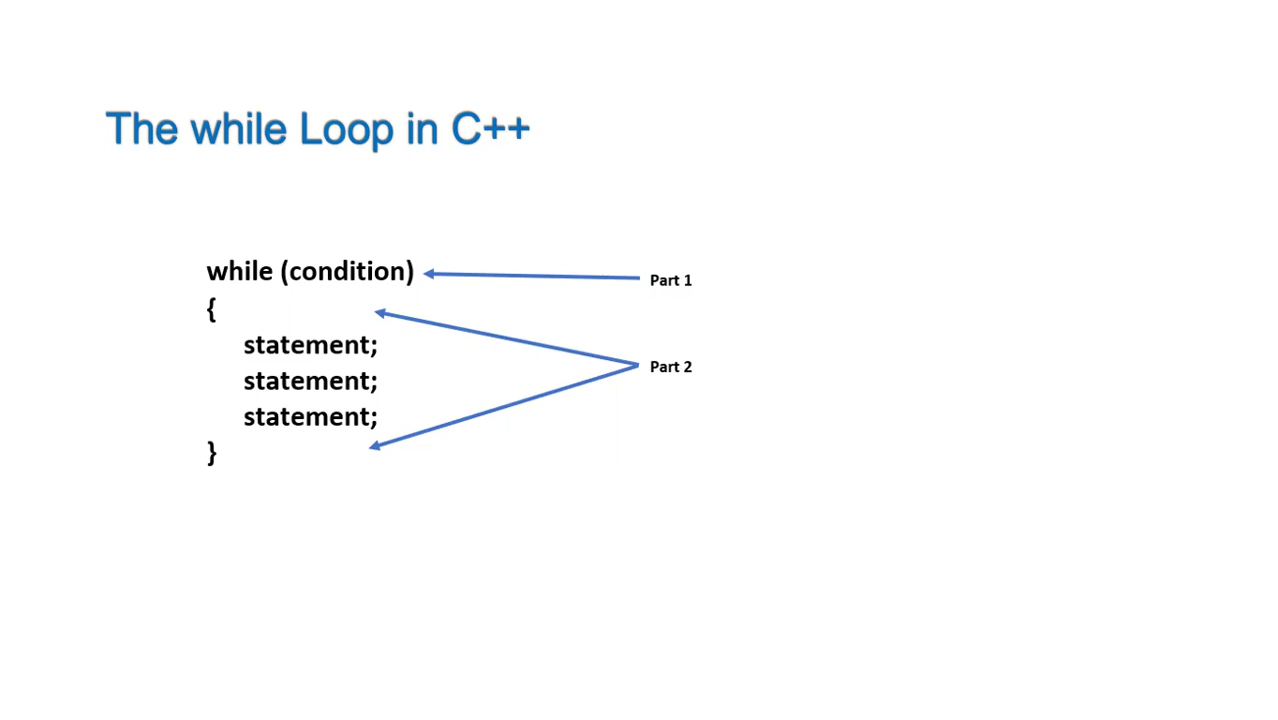 The while Loop in C++
while (condition)
Part 1
{
statement;
Part 2
statement;
statement;
}